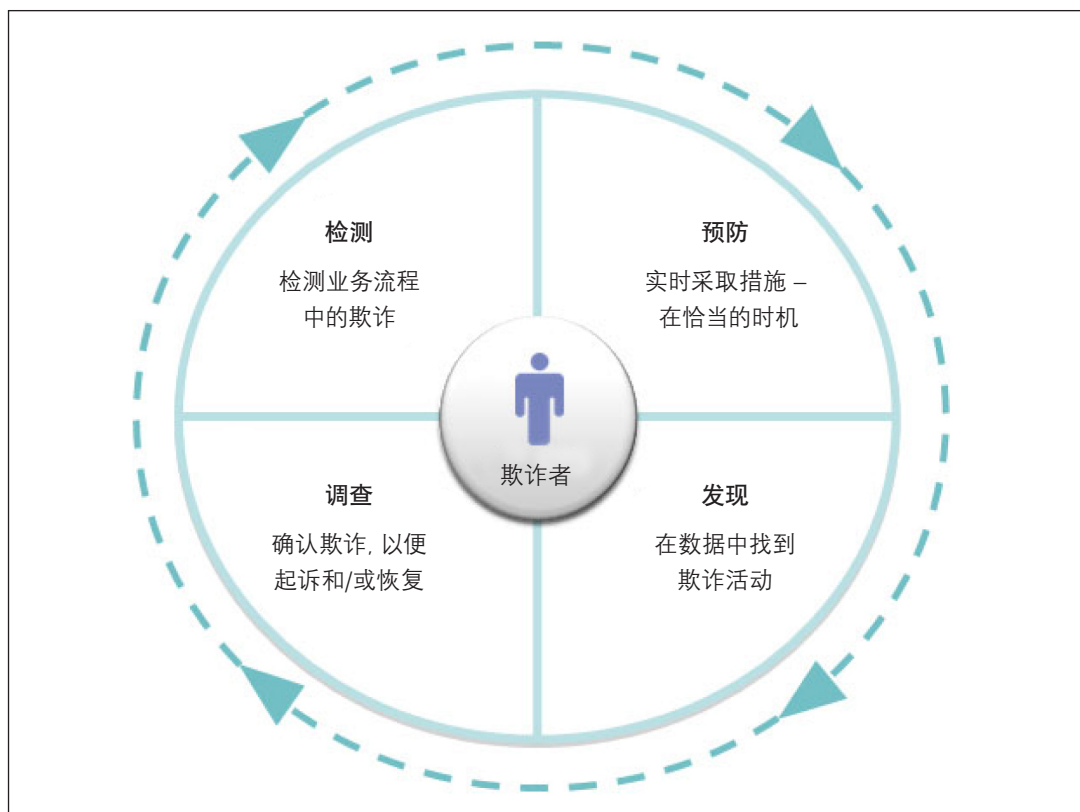 检测
检测业务流程
中的欺诈
预防
实时采取措施 –
在恰当的时机
欺诈者
调查
确认欺诈, 以便
起诉和/或恢复
发现
在数据中找到
欺诈活动